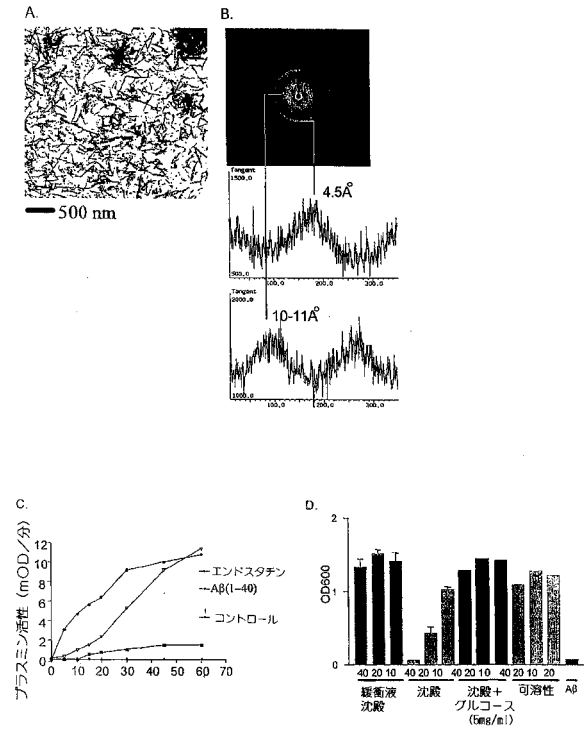 A.
B.
500 nm
4.5Å
Tangent
1500.0
500.0
100.0 200.0 300.0
10-11Å
Tangent
2000.0
1000.0
100.0 200.0 300.0
C.
プラスミン活性 (mOD/分)
12
10
8
6
4
2
0
0 10 20 30 40 50 60 70
エンドスタチン
Aβ(1-40)
コントロール
D.
OD600
2
1
0
40 20 10 40 20 10 40 20 10 40 20 20
緩衝液 沈殿
沈殿
沈殿+ グルコース (5mg/ml)
可溶性
Aβ